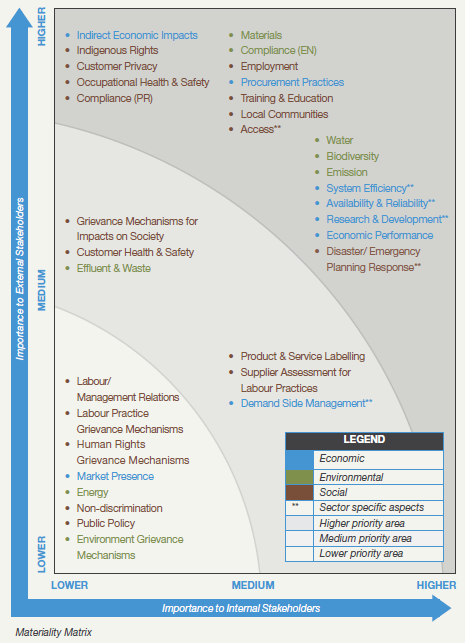 HIGHER
• Indirect Economic Impacts
• Indigenous Rights
• Customer Privacy
• Occupational Health & Safety
• Compliance (PR)
• Materials
• Compliance (EN)
• Employment
• Procurement Practices
• Training & Education
• Local Communities
• Access**
• Water
• Biodiversity
• Emission
• System Efficiency**
• Availability & Reliability**
• Research & Development**
• Economic Performance
• Disaster/ Emergency
Planning Response**
Importance to External Stakeholders
MEDIUM
• Grievance Mechanisms for
Impacts on Society
• Customer Health & Safety
• Effluent & Waste
• Product & Service Labelling
• Supplier Assessment for
Labour Practices
• Demand Side Management**
• Labour/
Management Relations
• Labour Practice
Grievance Mechanisms
• Human Rights
Grievance Mechanisms
• Market Presence
• Energy
• Non-discrimination
• Public Policy
• Environment Grievance
Mechanisms
LEGEND
Economic
Environmental
Social
** Sector specific aspects
Higher priority area
Medium priority area
Lower priority area
LOWER
LOWER MEDIUM HIGHER
Importance to Internal Stakeholders
Materiality Matrix